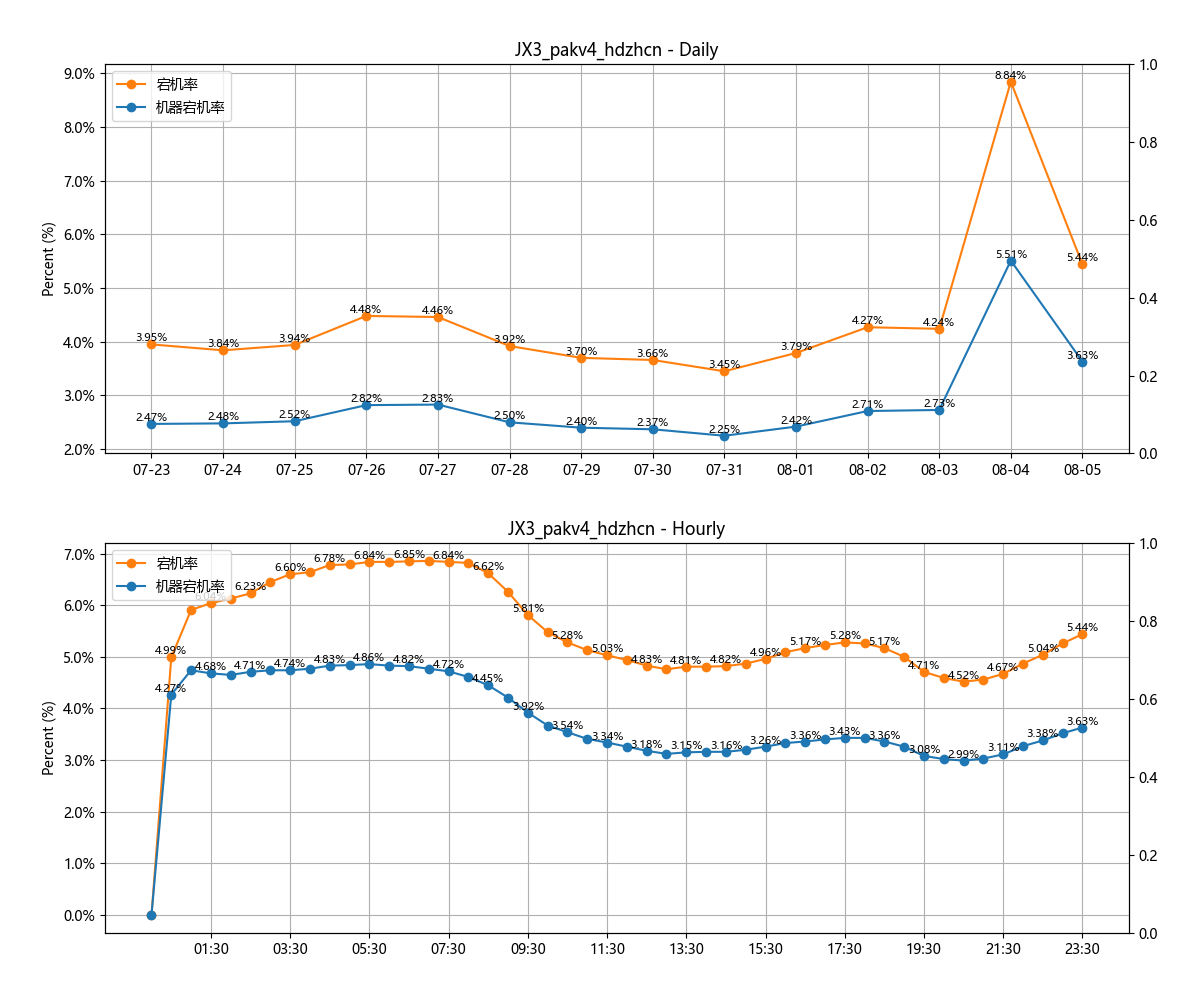 JX3_pakv4_hdzhcn - Daily
宕机率
机器宕机率
Percent (%)
9.0%
8.0%
7.0%
6.0%
5.0%
4.0%
3.0%
2.0%
1.0
0.8
0.6
0.4
0.2
0.0
3.95% 3.84% 3.94% 4.48% 4.46% 3.92% 3.70% 3.66% 3.45% 3.79% 4.27% 4.24% 8.84% 5.44%
2.47% 2.48% 2.52% 2.82% 2.83% 2.50% 2.40% 2.37% 2.25% 2.42% 2.71% 2.73% 5.51% 3.63%
07-23 07-24 07-25 07-26 07-27 07-28 07-29 07-30 07-31 08-01 08-02 08-03 08-04 08-05
JX3_pakv4_hdzhcn - Hourly
宕机率
机器宕机率
Percent (%)
7.0%
6.0%
5.0%
4.0%
3.0%
2.0%
1.0%
0.0%
1.0
0.8
0.6
0.4
0.2
0.0
4.99% 6.04% 6.23% 6.60% 6.78% 6.84% 6.85% 6.84% 6.62% 5.81% 5.28% 5.03% 4.83% 4.81% 4.82% 4.96% 5.17% 5.28% 5.17% 4.71% 4.52% 4.67% 5.04% 5.44%
4.27% 4.68% 4.71% 4.74% 4.83% 4.86% 4.82% 4.72% 4.45% 3.92% 3.54% 3.34% 3.18% 3.15% 3.16% 3.26% 3.36% 3.43% 3.36% 3.08% 2.99% 3.11% 3.38% 3.63%
01:30 03:30 05:30 07:30 09:30 11:30 13:30 15:30 17:30 19:30 21:30 23:30